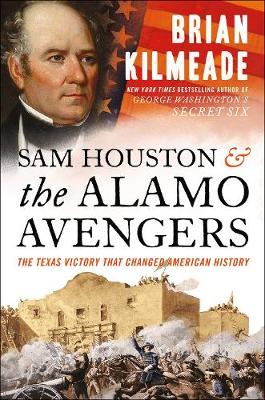 BRIAN
KILMEADE
NEW YORK TIMES BESTSELLING AUTHOR OF
GEORGE WASHINGTON'S
SECRET SIX
SAM HOUSTON &
the ALAMO
AVENGERS
THE TEXAS VICTORY THAT CHANGED AMERICAN HISTORY